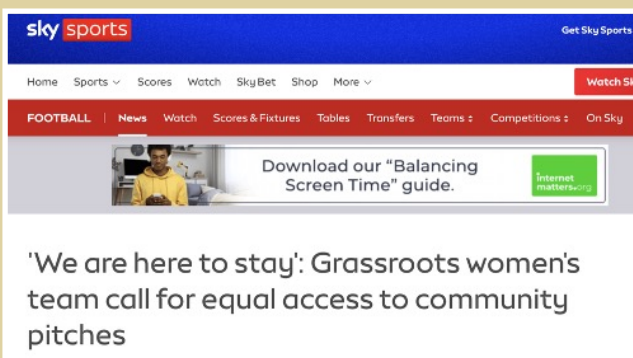 sky sports
Get Sky Sports
Home Sports Scores Watch Sky Bet Shop More
Watch
FOOTBALL | News Watch Scores & Fixtures Tables Transfers Teams Competitions On Sky
Download our “Balancing
Screen Time” guide.
internet
matters.org
'We are here to stay': Grassroots women's
team call for equal access to community
pitches